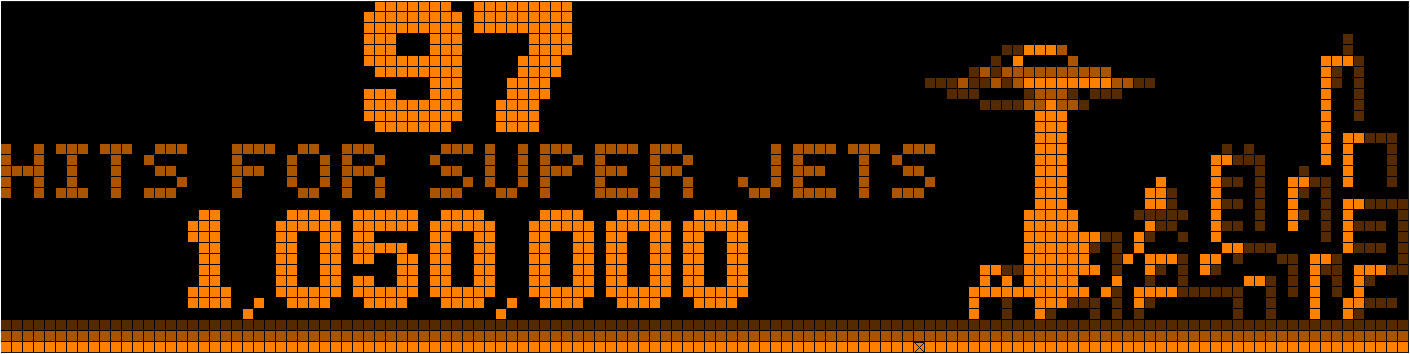 97
HITS FOR SUPER JETS
1,050,000